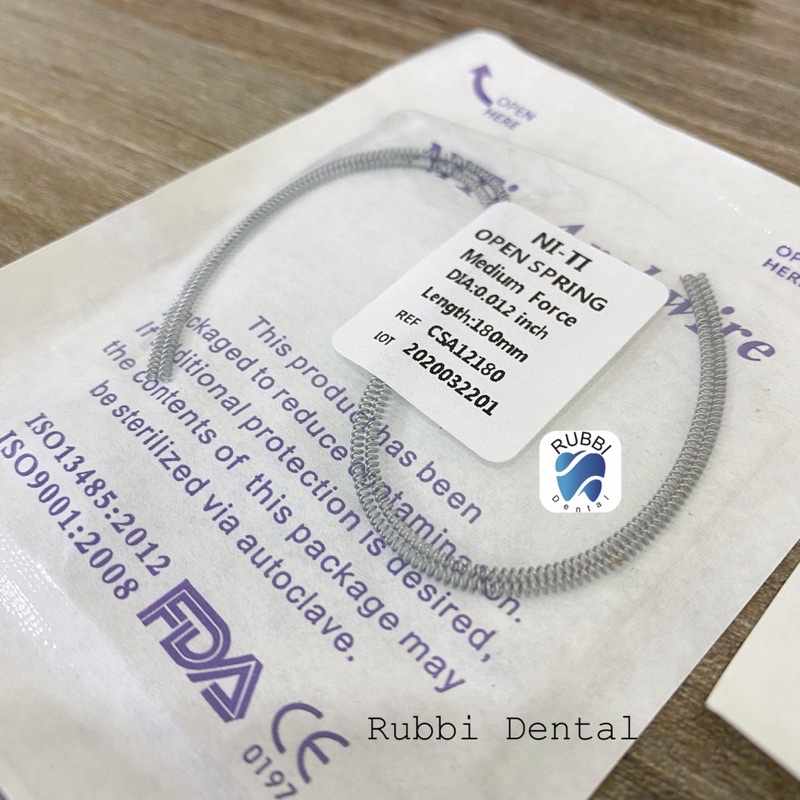 OPEN
HERE
OP
HER
NI-TI
OPEN SPRING
Medium Force
DIA:0.012 inch
Length:180mm
REF CSA12180
LOT 2020032201
This product has been
packaged to reduce contamination.
If additional protection is desired,
the contents of this package may
be sterilized via autoclave.
ISO13485:2012
ISO9001:2008
FDA
CE
0197
RUBBI
Dental
Rubbi Dental